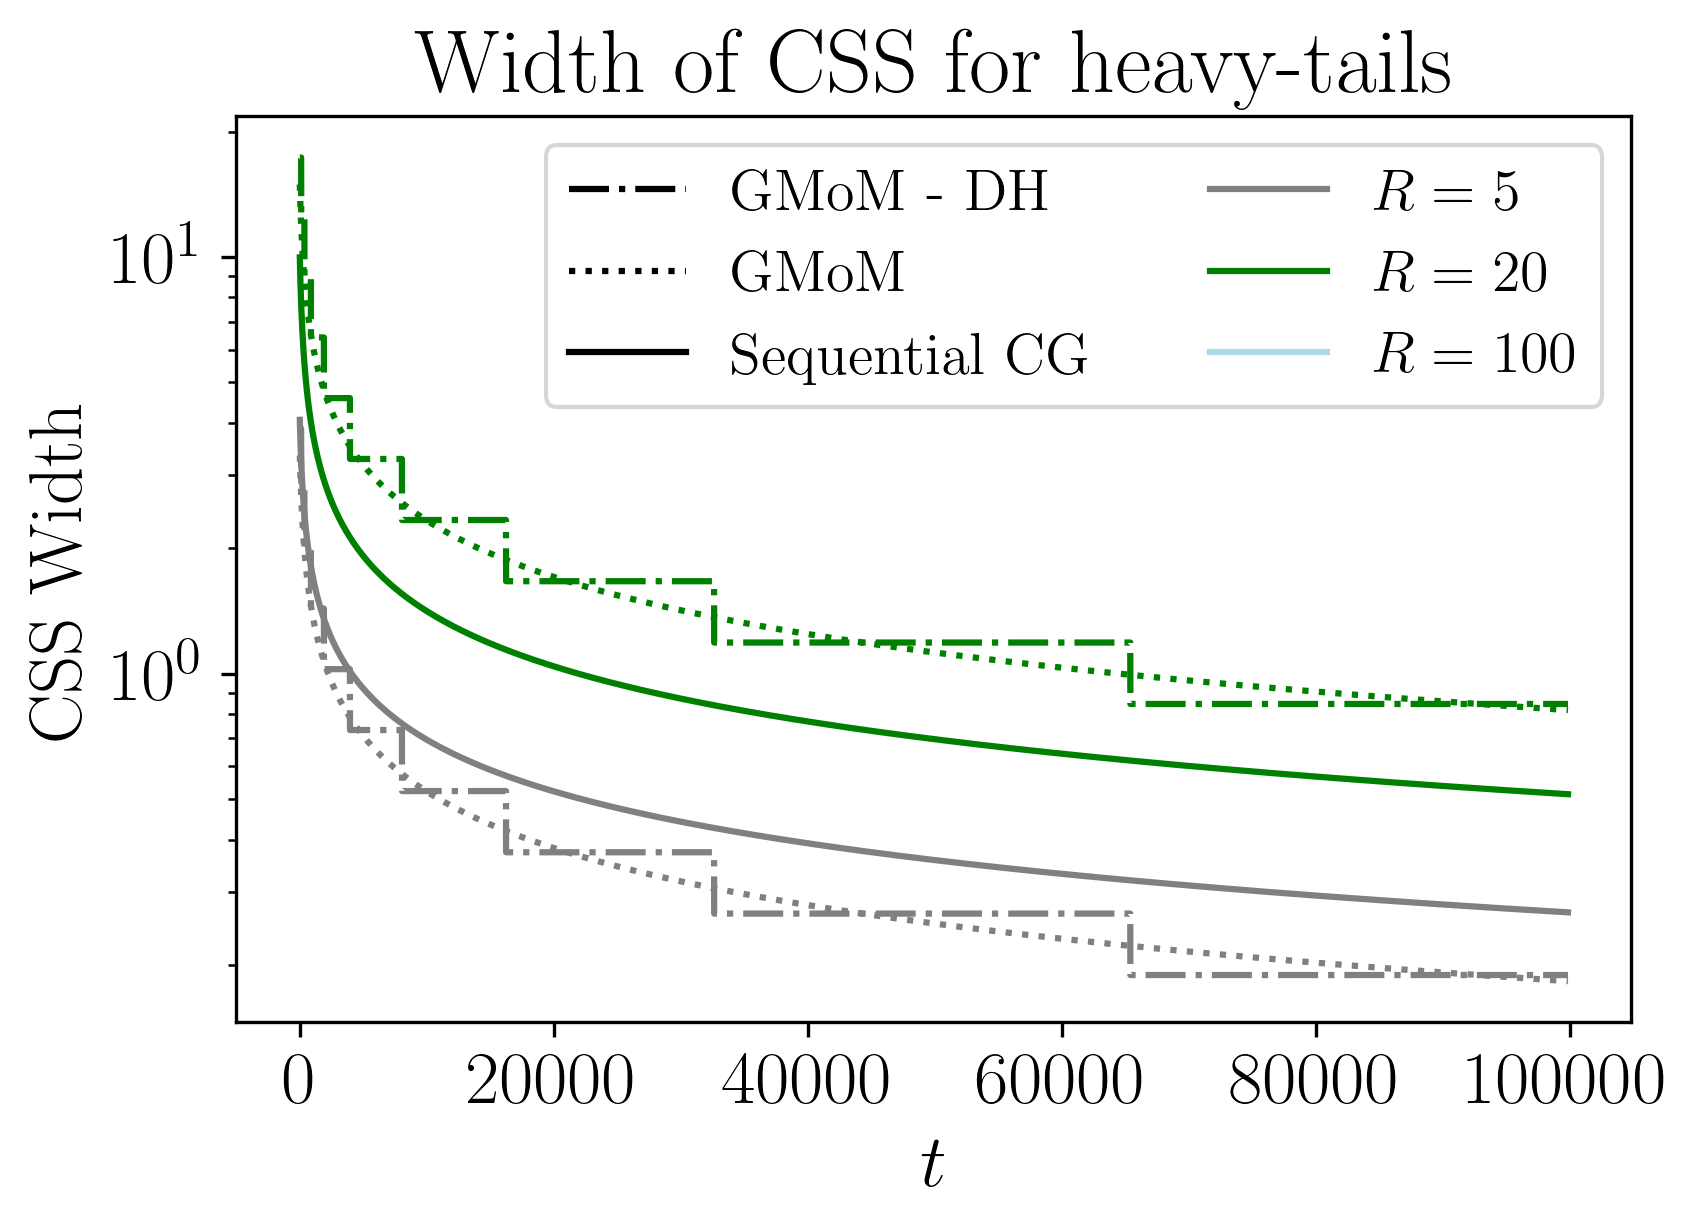 Width of CSS for heavy-tails
GMoM - DH
GMoM
Sequential CG
R = 5
R = 20
R = 100
CSS Width
10¹
10⁰
0 20000 40000 60000 80000 100000
t